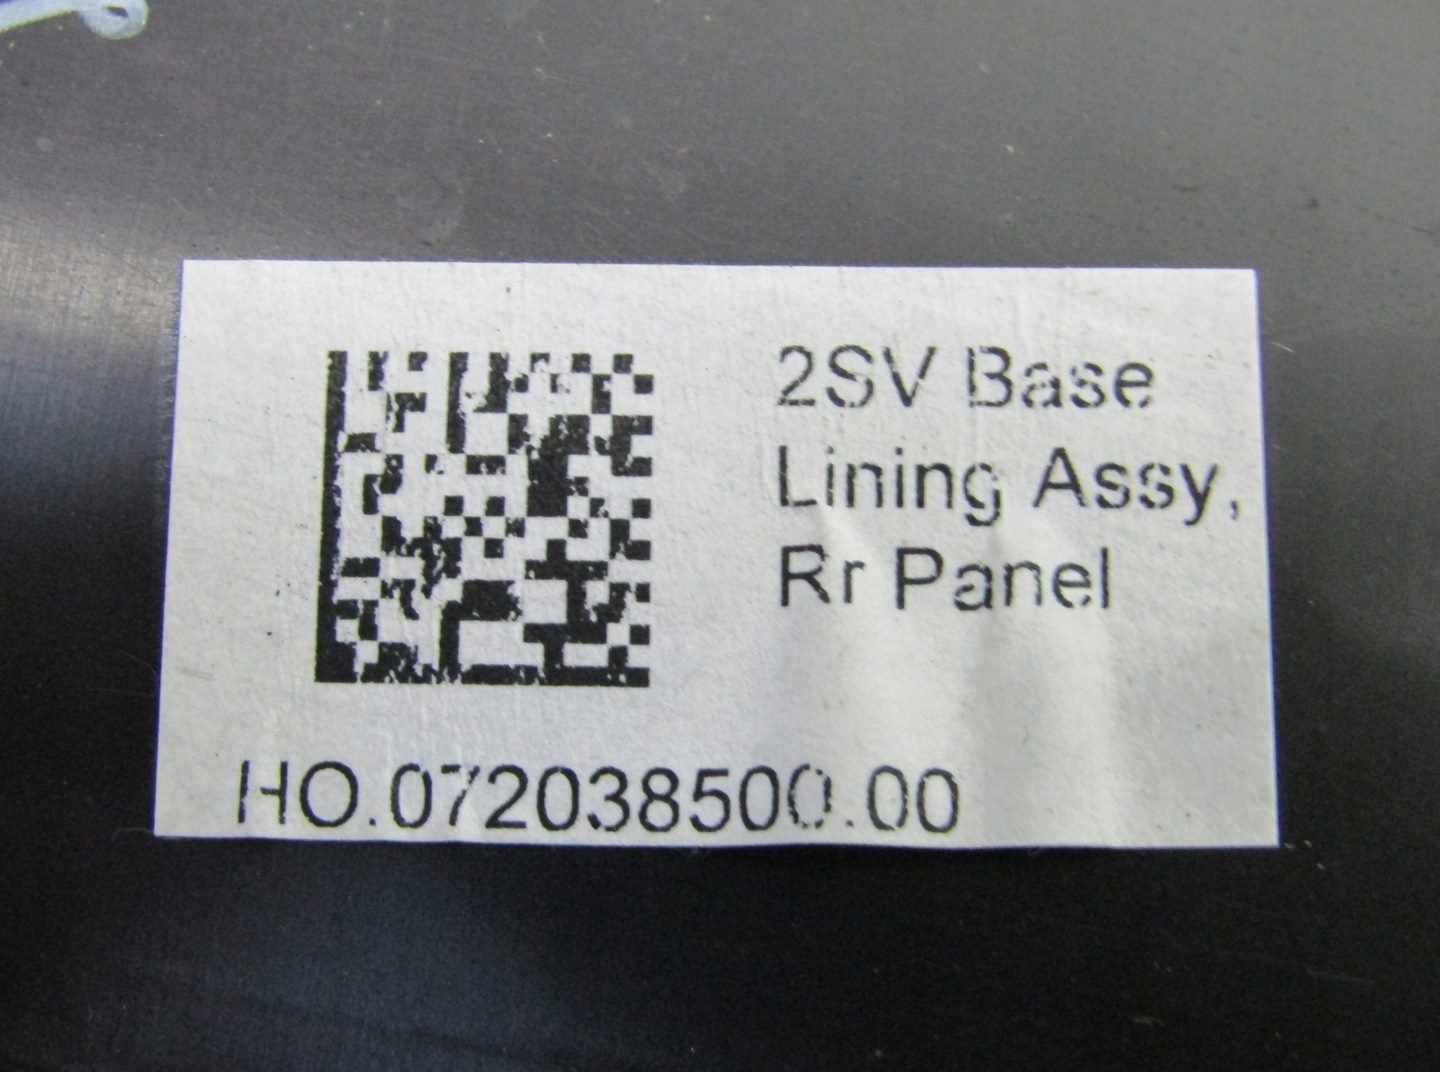 2SV Base
Lining Assy,
Rr Panel
HO.072038500.00